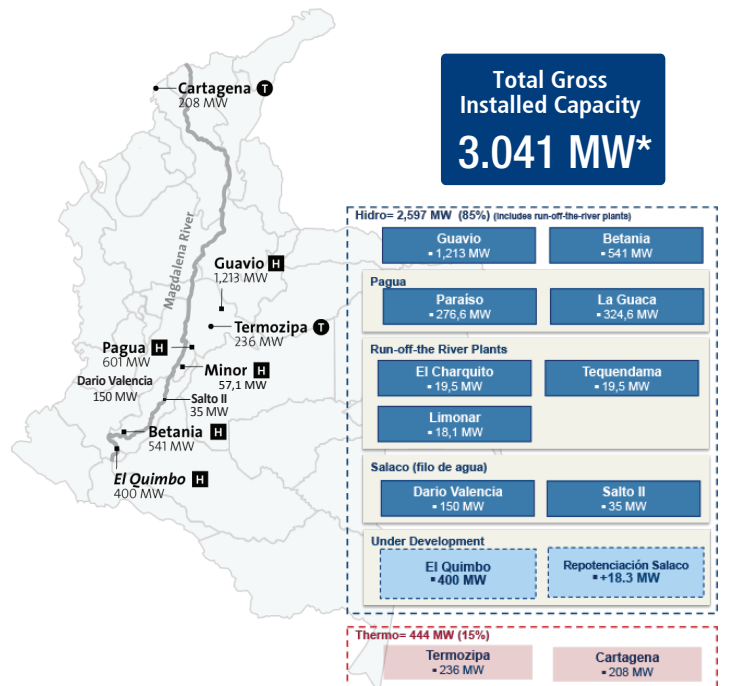 Total Gross
Installed Capacity
3.041 MW*
Cartagena T
208 MW
Magdalena River
Guavio H
1,213 MW
Termozipa T
236 MW
Pagua H
601 MW
Minor H
57,1 MW
Dario Valencia
150 MW
Salto II
35 MW
Betania H
541 MW
El Quimbo H
400 MW
Hidro= 2,597 MW (85%) (includes run-off-the-river plants)
Guavio
▪ 1,213 MW
Betania
▪ 541 MW
Pagua
Paraíso
▪ 276,6 MW
La Guaca
▪ 324,6 MW
Run-off-the River Plants
El Charquito
▪ 19,5 MW
Tequendama
▪ 19,5 MW
Limonar
▪ 18,1 MW
Salaco (filo de agua)
Darío Valencia
▪ 150 MW
Salto II
▪ 35 MW
Under Development
El Quimbo
▪ 400 MW
Repotenciación Salaco
▪ +18.3 MW
Thermo= 444 MW (15%)
Termozipa
▪ 236 MW
Cartagena
▪ 208 MW